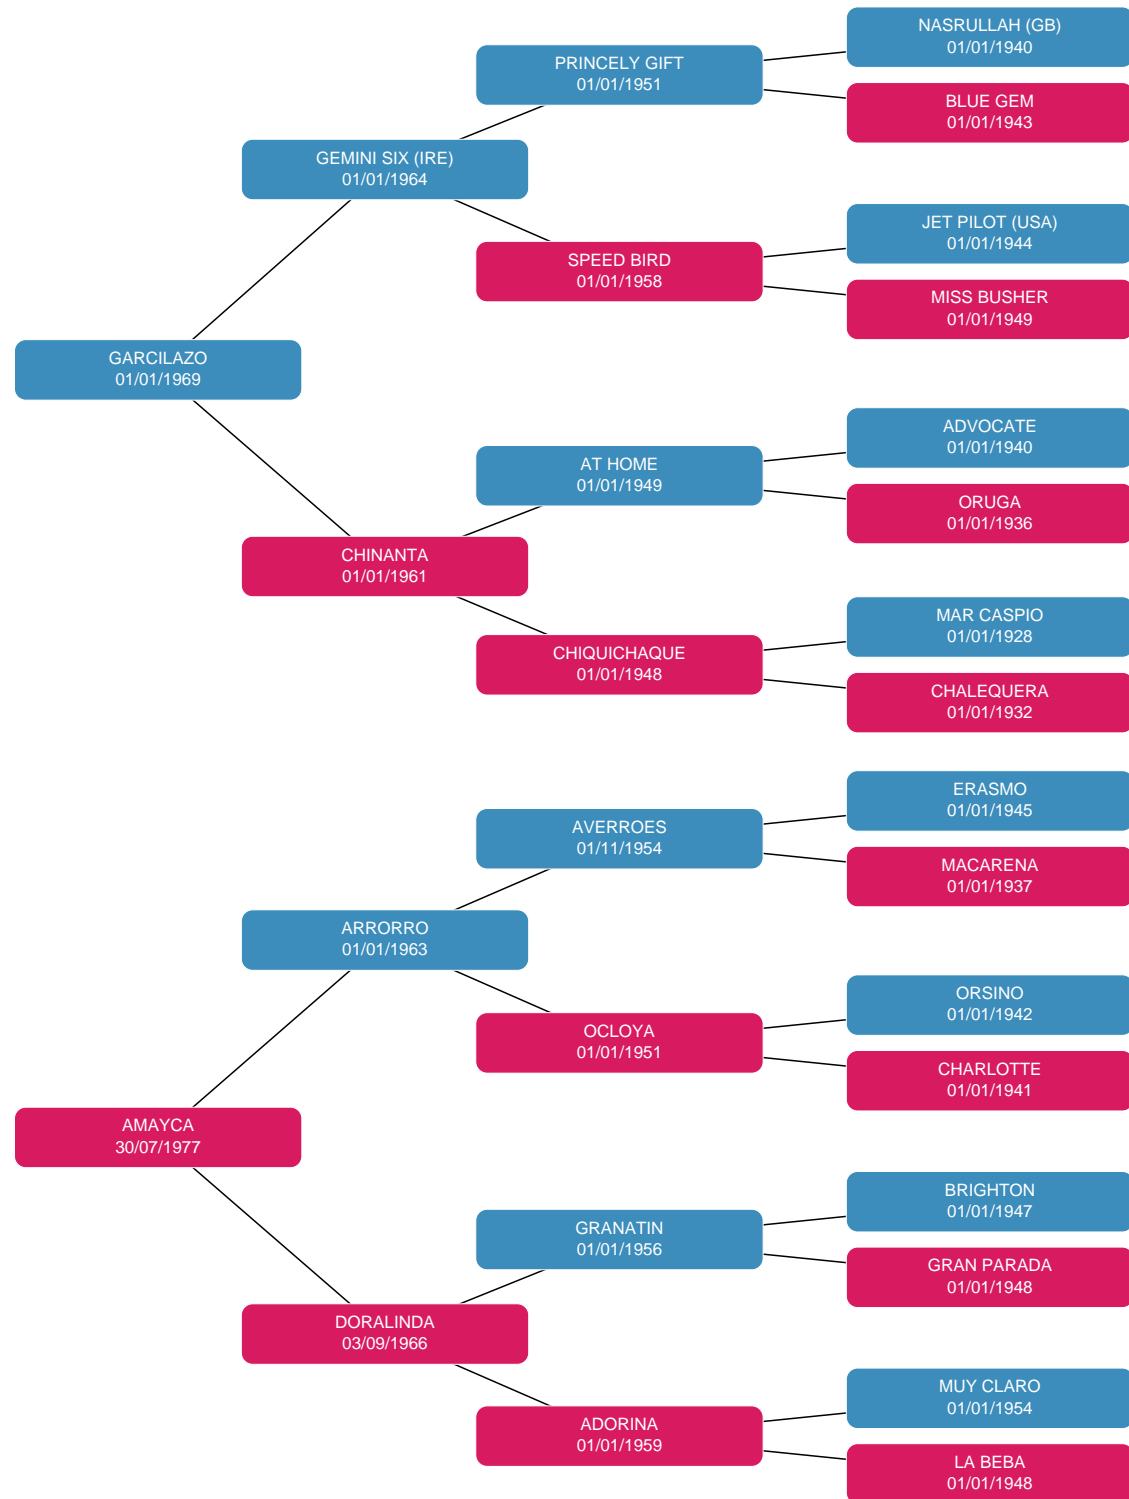 NASRULLAH (GB)
01/01/1940
PRINCELY GIFT
01/01/1951
BLUE GEM
01/01/1943
GEMINI SIX (IRE)
01/01/1964
JET PILOT (USA)
01/01/1944
SPEED BIRD
01/01/1958
MISS BUSHER
01/01/1949
GARCILAZO
01/01/1969
ADVOCATE
01/01/1940
AT HOME
01/01/1949
ORUGA
01/01/1936
CHINANTA
01/01/1961
MAR CASPIO
01/01/1928
CHIQUICHAQUE
01/01/1948
CHALEQUERA
01/01/1932
ERASMO
01/01/1945
AVERROES
01/11/1954
MACARENA
01/01/1937
ARRORRO
01/01/1963
ORSINO
01/01/1942
OCLOYA
01/01/1951
CHARLOTTE
01/01/1941
AMAYCA
30/07/1977
BRIGHTON
01/01/1947
GRANATIN
01/01/1956
GRAN PARADA
01/01/1948
DORALINDA
03/09/1966
MUY CLARO
01/01/1954
ADORINA
01/01/1959
LA BEBA
01/01/1948